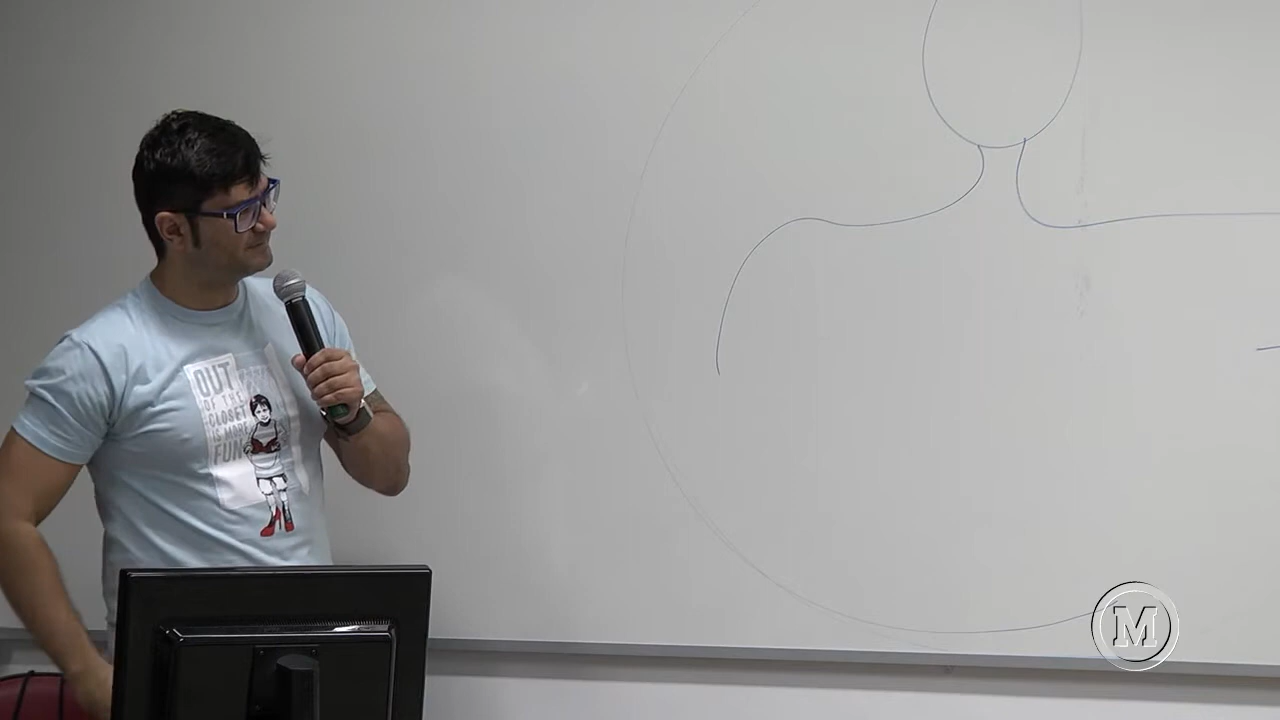 OUT
OF THE
CLOSET
IS MORE
FUN
M